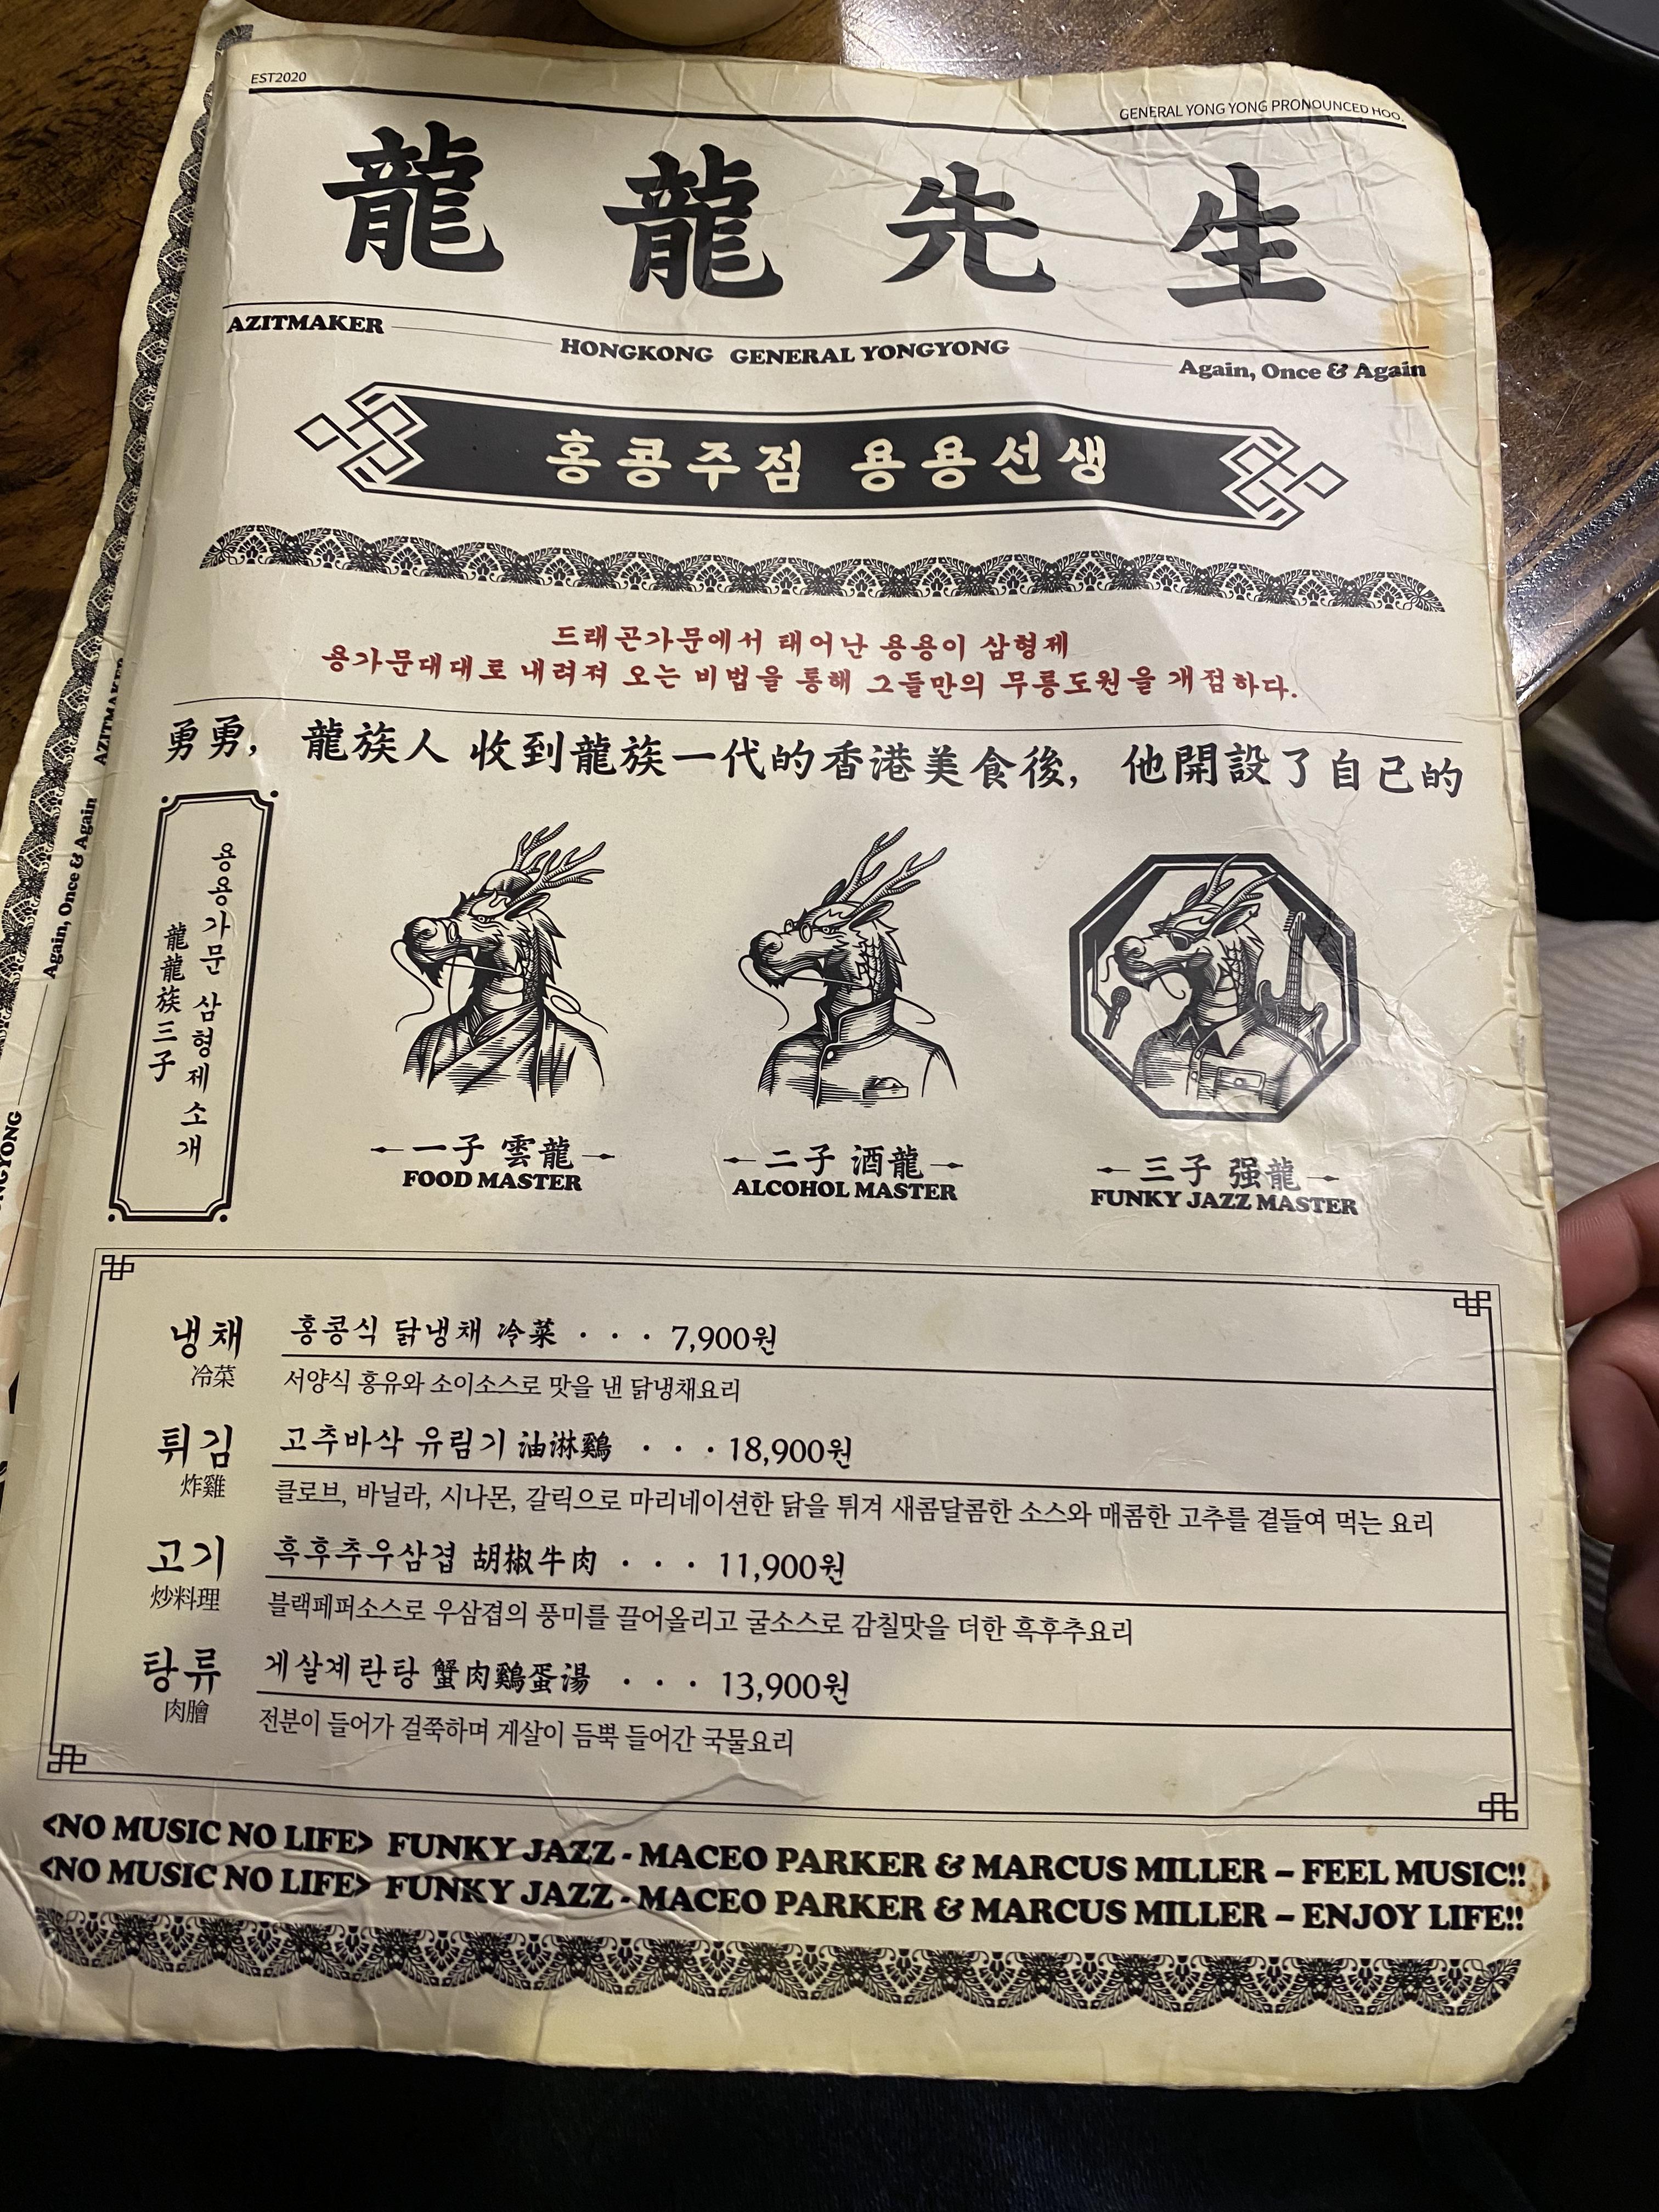 EST2020
GENERAL YONG YONG PRONOUNCED HOO.
龍龍先生
AZITMAKER
HONGKONG GENERAL YONGYONG
Again, Once & Again
홍콩주점 용용선생
드래곤가문에서 태어난 용용이 삼형제
용가문대대로 내려져 오는 비법을 통해 그들만의 무릉도원을 개점하다.
勇勇, 龍族人 收到龍族一代的香港美食後, 他開設了自己的
용용가문 삼형제 소개
龍龍族三子
一子 雲龍
FOOD MASTER
二子 酒龍
ALCOHOL MASTER
三子 强龍
FUNKY JAZZ MASTER
냉채 홍콩식 닭냉채 冷菜 · · · 7,900원
冷菜 서양식 홍유와 소이소스로 맛을 낸 닭냉채요리
튀김 고추바삭 유림기 油淋鷄 · · · 18,900원
炸雞 클로브, 바닐라, 시나몬, 갈릭으로 마리네이션한 닭을 튀겨 새콤달콤한 소스와 매콤한 고추를 곁들여 먹는 요리
고기 흑후추우삼겹 胡椒牛肉 · · · 11,900원
炒料理 블랙페퍼소스로 우삼겹의 풍미를 끌어올리고 굴소스로 감칠맛을 더한 흑후추요리
탕류 게살계란탕 蟹肉鷄蛋湯 · · · 13,900원
肉膾 전분이 들어가 걸쭉하며 게살이 듬뿍 들어간 국물요리
<NO MUSIC NO LIFE> FUNKY JAZZ - MACEO PARKER & MARCUS MILLER – FEEL MUSIC!!
<NO MUSIC NO LIFE> FUNKY JAZZ - MACEO PARKER & MARCUS MILLER – ENJOY LIFE!!
AZITMAKER
Again, Once & Again